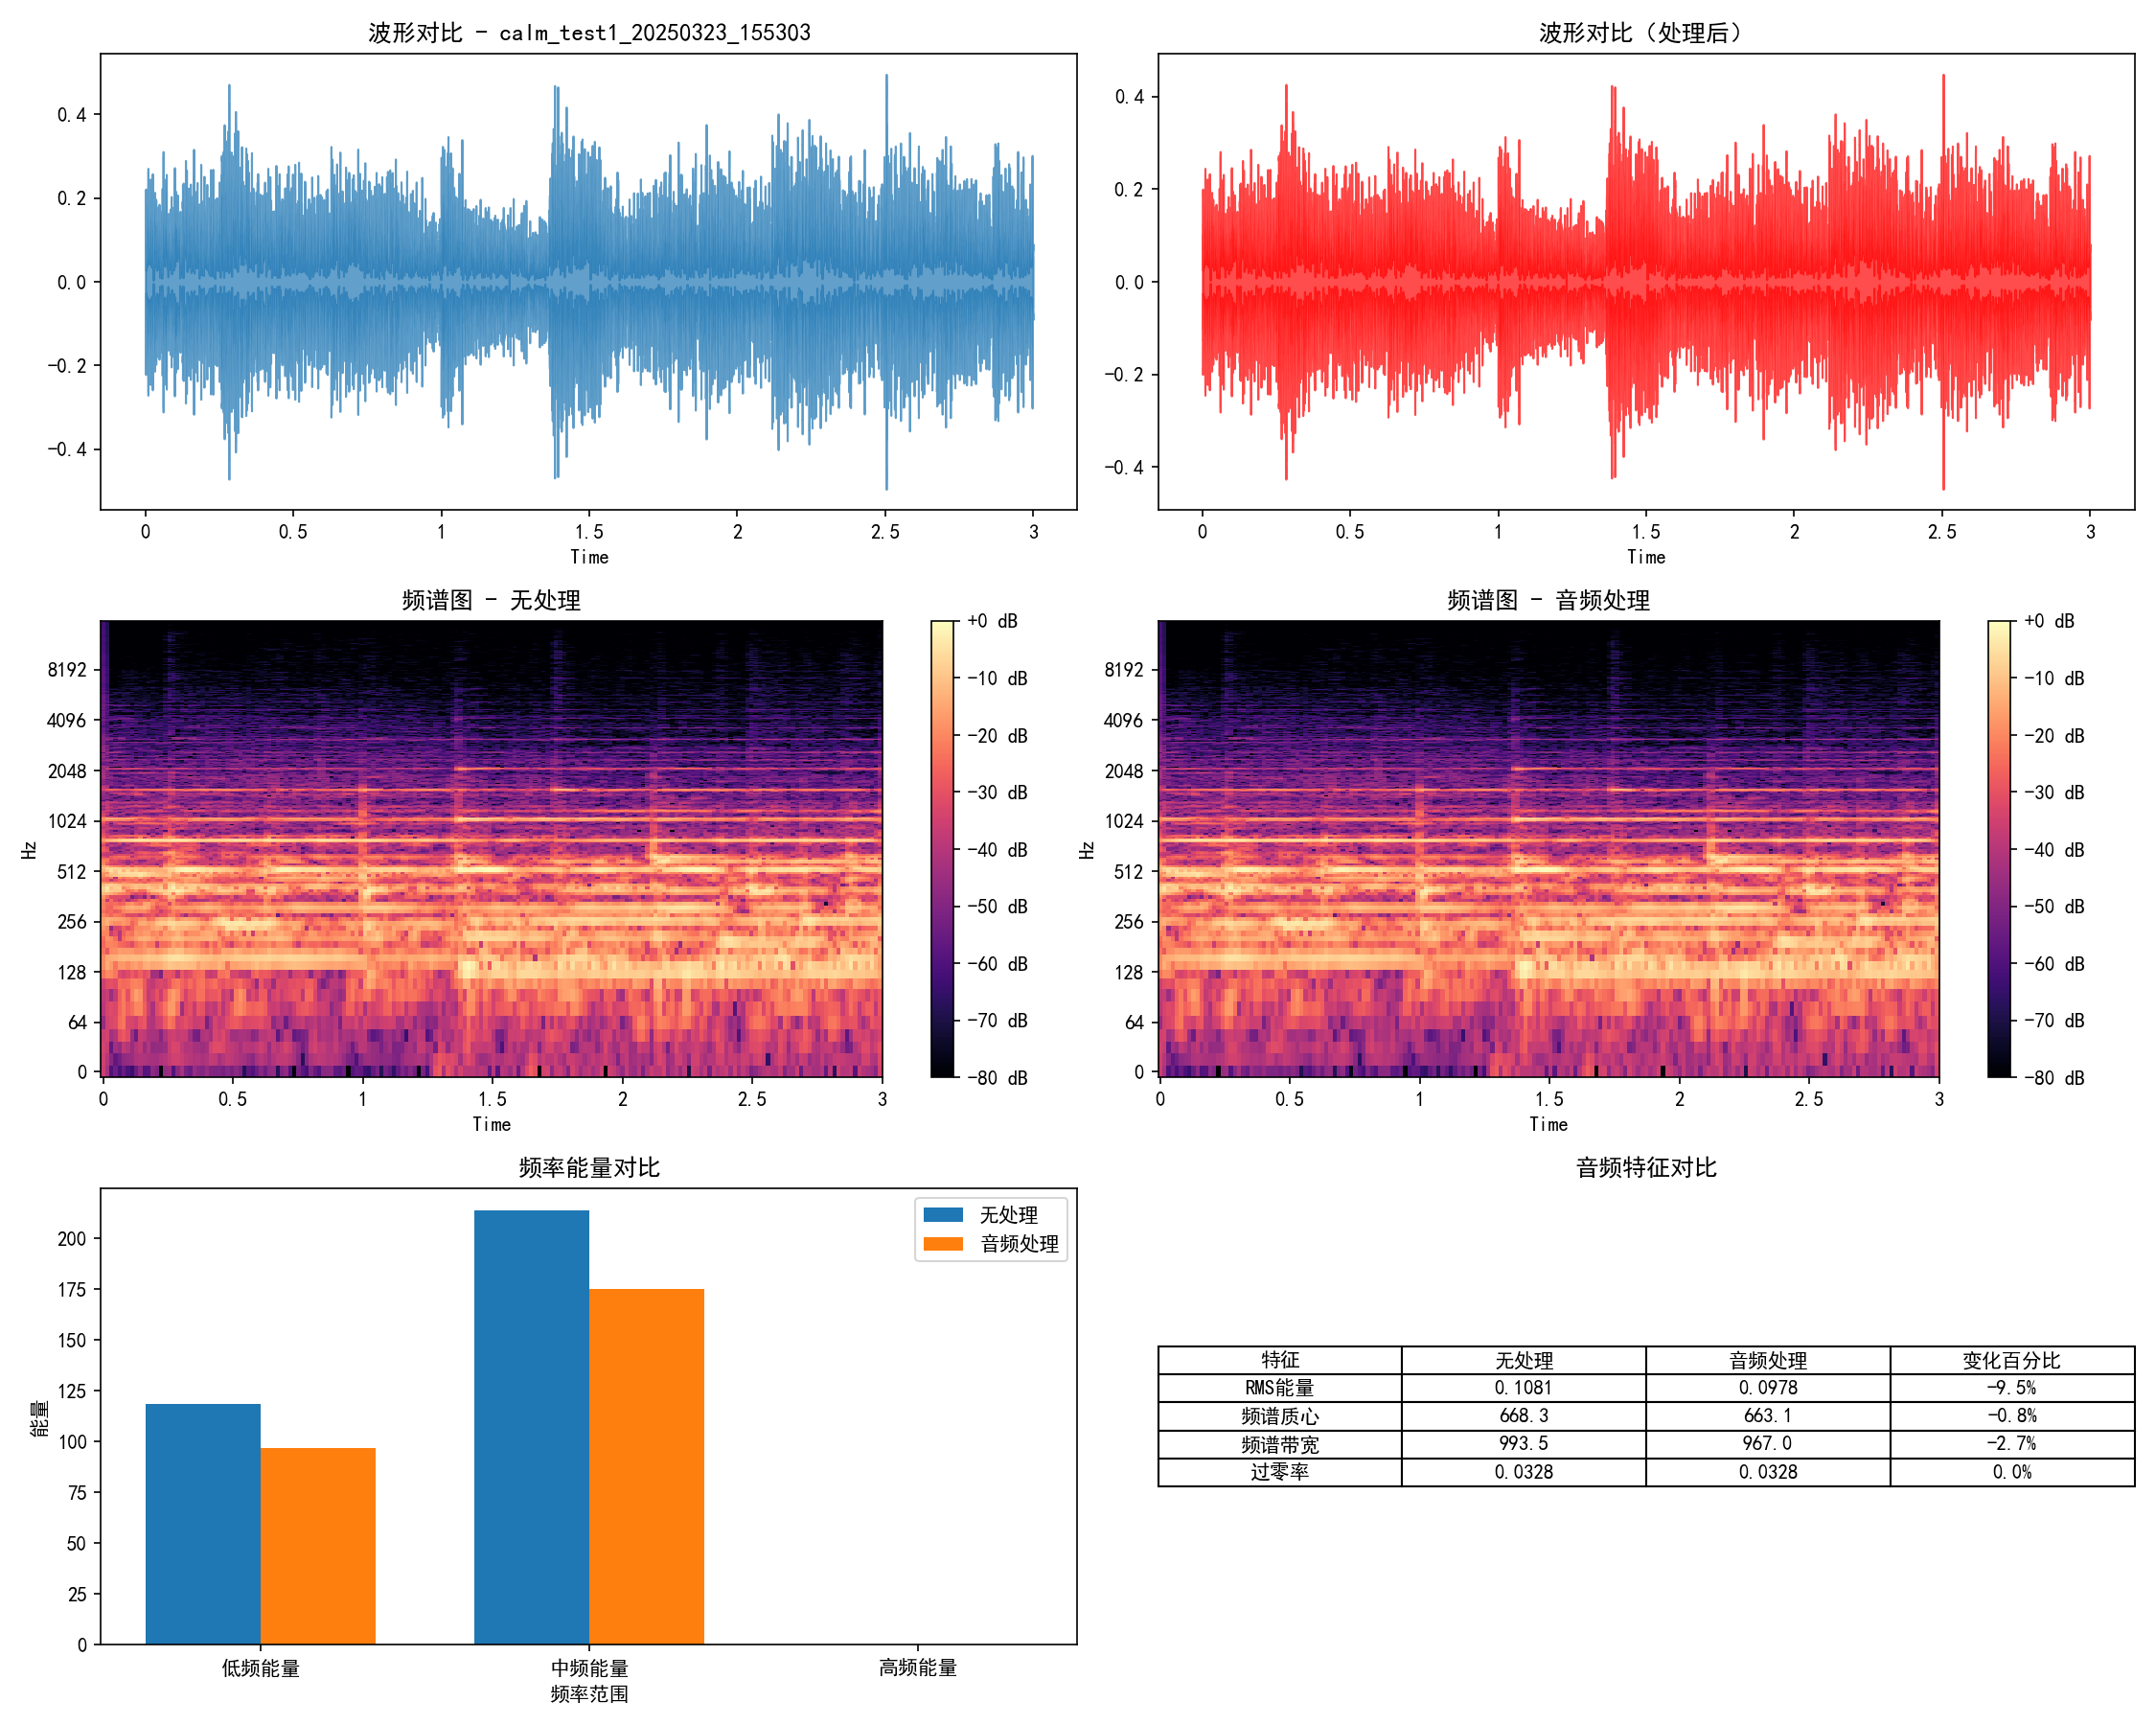 波形对比 - calm_test1_20250323_155303
0.4
0.2
0.0
-0.2
-0.4
0 0.5 1 1.5 2 2.5 3
Time
波形对比（处理后）
0.4
0.2
0.0
-0.2
-0.4
0 0.5 1 1.5 2 2.5 3
Time
频谱图 - 无处理
Hz
8192
4096
2048
1024
512
256
128
64
0
0 0.5 1 1.5 2 2.5 3
Time
+0 dB
-10 dB
-20 dB
-30 dB
-40 dB
-50 dB
-60 dB
-70 dB
-80 dB
频谱图 - 音频处理
Hz
8192
4096
2048
1024
512
256
128
64
0
0 0.5 1 1.5 2 2.5 3
Time
+0 dB
-10 dB
-20 dB
-30 dB
-40 dB
-50 dB
-60 dB
-70 dB
-80 dB
频率能量对比
能量
200
175
150
125
100
75
50
25
0
低频能量 中频能量 高频能量
频率范围
无处理
音频处理
音频特征对比
特征 无处理 音频处理 变化百分比
RMS能量 0.1081 0.0978 -9.5%
频谱质心 668.3 663.1 -0.8%
频谱带宽 993.5 967.0 -2.7%
过零率 0.0328 0.0328 0.0%